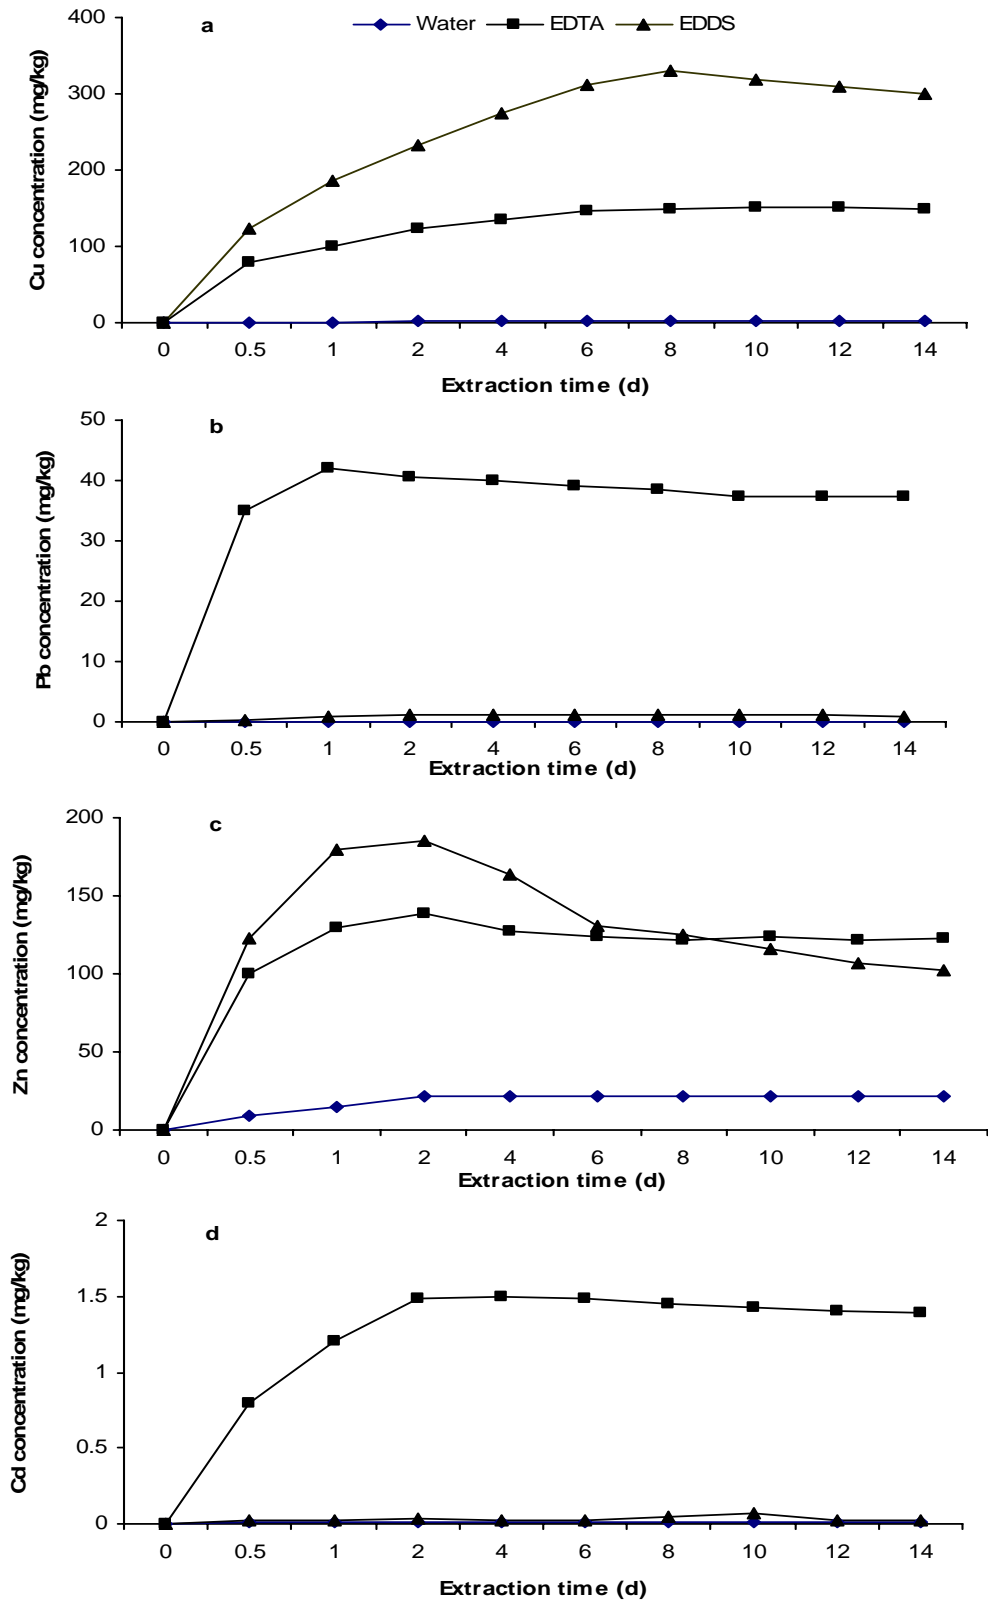 a
Water EDTA EDDS
Cu concentration (mg/kg)
400
300
200
100
0
0 0.5 1 2 4 6 8 10 12 14
Extraction time (d)
b
Pb concentration (mg/kg)
50
40
30
20
10
0
0 0.5 1 2 4 6 8 10 12 14
Extraction time (d)
c
Zn concentration (mg/kg)
200
150
100
50
0
0 0.5 1 2 4 6 8 10 12 14
Extraction time (d)
d
Cd concentration (mg/kg)
2
1.5
1
0.5
0
0 0.5 1 2 4 6 8 10 12 14
Extraction time (d)